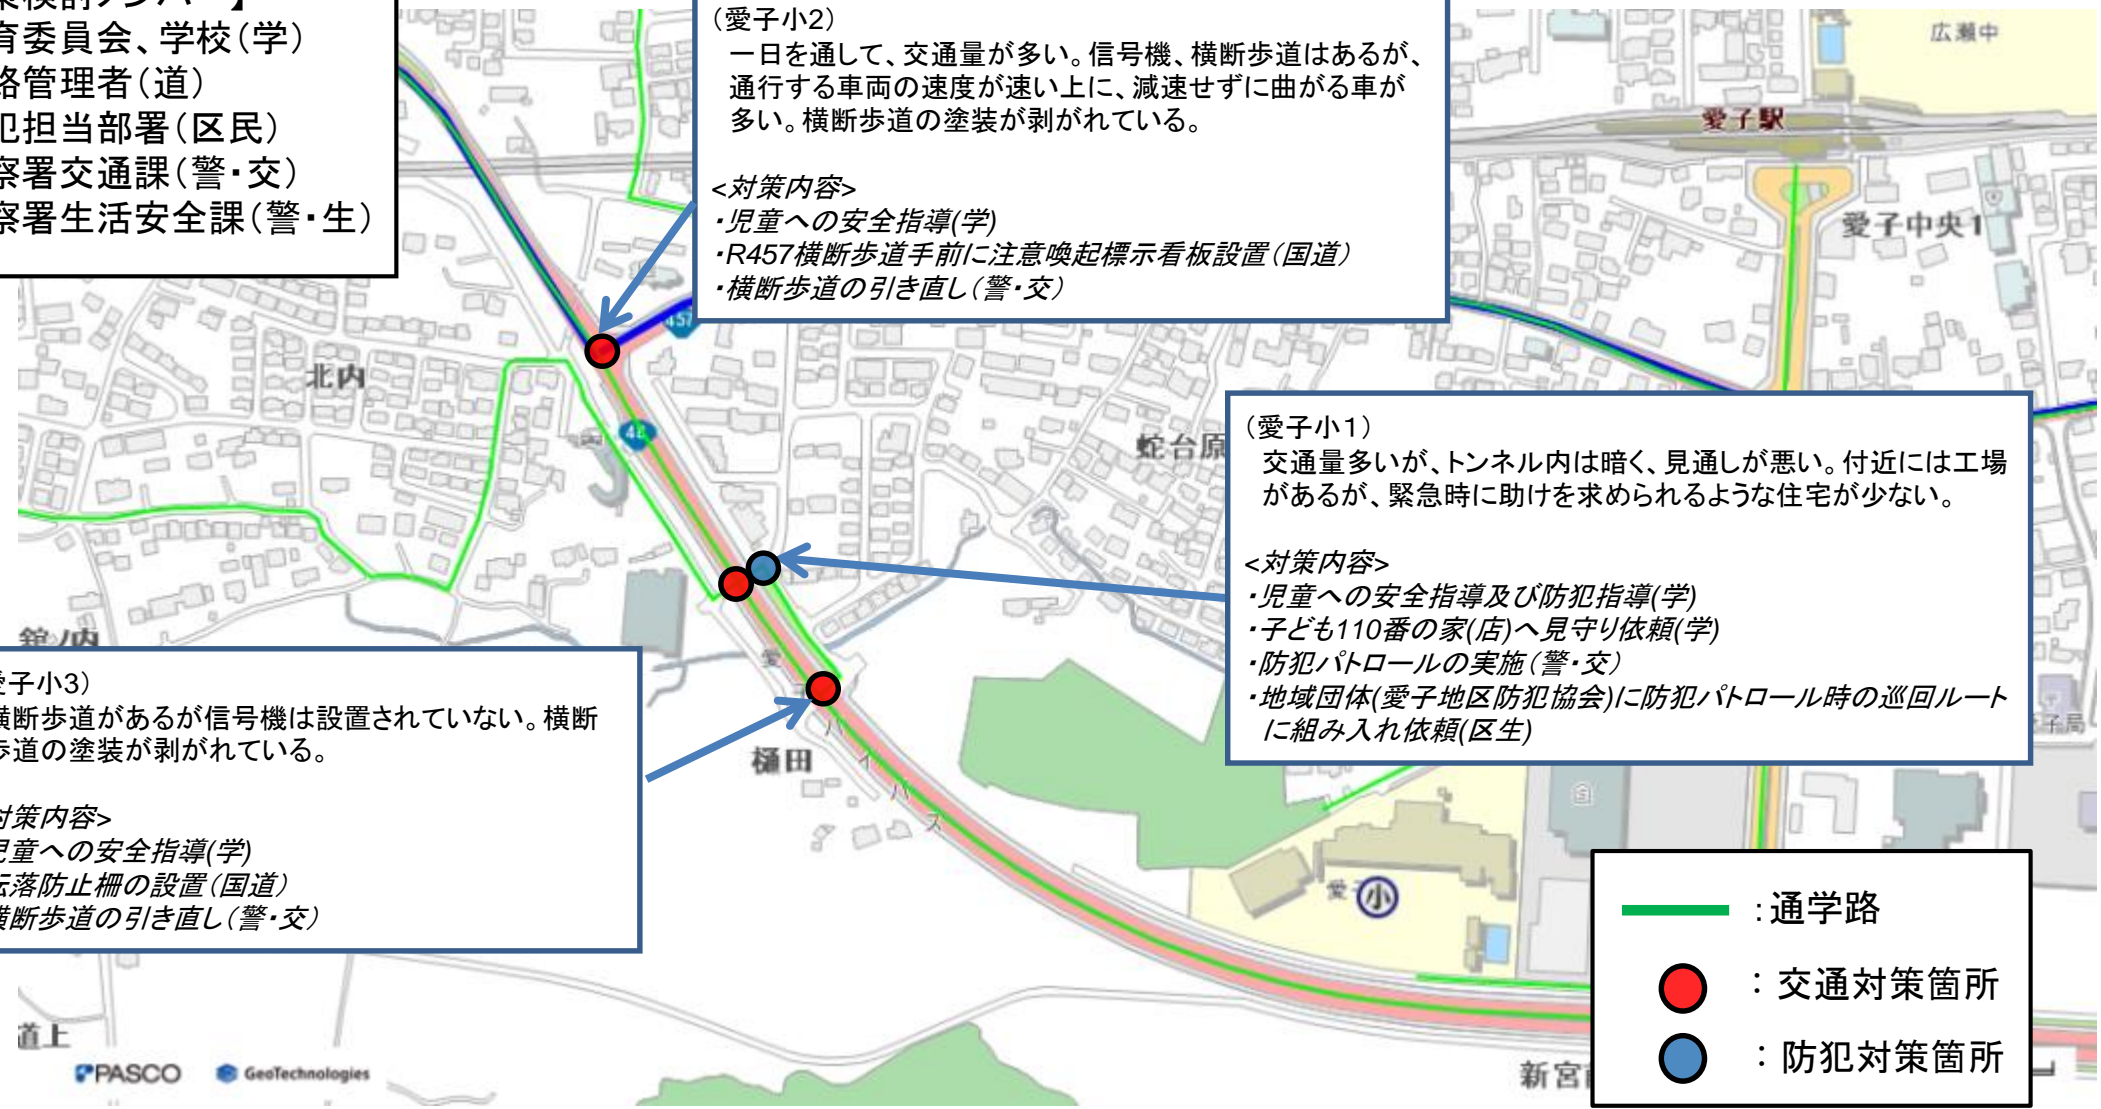 育委員会、学校(学)
路管理者(道)
犯担当部署(区民)
察署交通課(警・交)
察署生活安全課(警・生)
(愛子小2)
一日を通して、交通量が多い。信号機、横断歩道はあるが、
通行する車両の速度が速い上に、減速せずに曲がる車が
多い。横断歩道の塗装が剥がれている。
<対策内容>
・児童への安全指導(学)
・R457横断歩道手前に注意喚起標示看板設置(国道)
・横断歩道の引き直し(警・交)
広瀬中
愛子駅
愛子中央1
457
北内
48
蛇台原
(愛子小1)
交通量多いが、トンネル内は暗く、見通しが悪い。付近には工場
があるが、緊急時に助けを求められるような住宅が少ない。
<対策内容>
・児童への安全指導及び防犯指導(学)
・子ども110番の家(店)へ見守り依頼(学)
・防犯パトロールの実施(警・交)
・地域団体(愛子地区防犯協会)に防犯パトロール時の巡回ルート
に組み入れ依頼(区生)
舘ノ内
子小3)
横断歩道があるが信号機は設置されていない。横断
歩道の塗装が剥がれている。
対策内容>
児童への安全指導(学)
転落防止柵の設置(国道)
横断歩道の引き直し(警・交)
愛子バイパス
樋田
子局
愛子
小
道上
PASCO
GeoTechnologies
新宮前
:通学路
:交通対策箇所
:防犯対策箇所